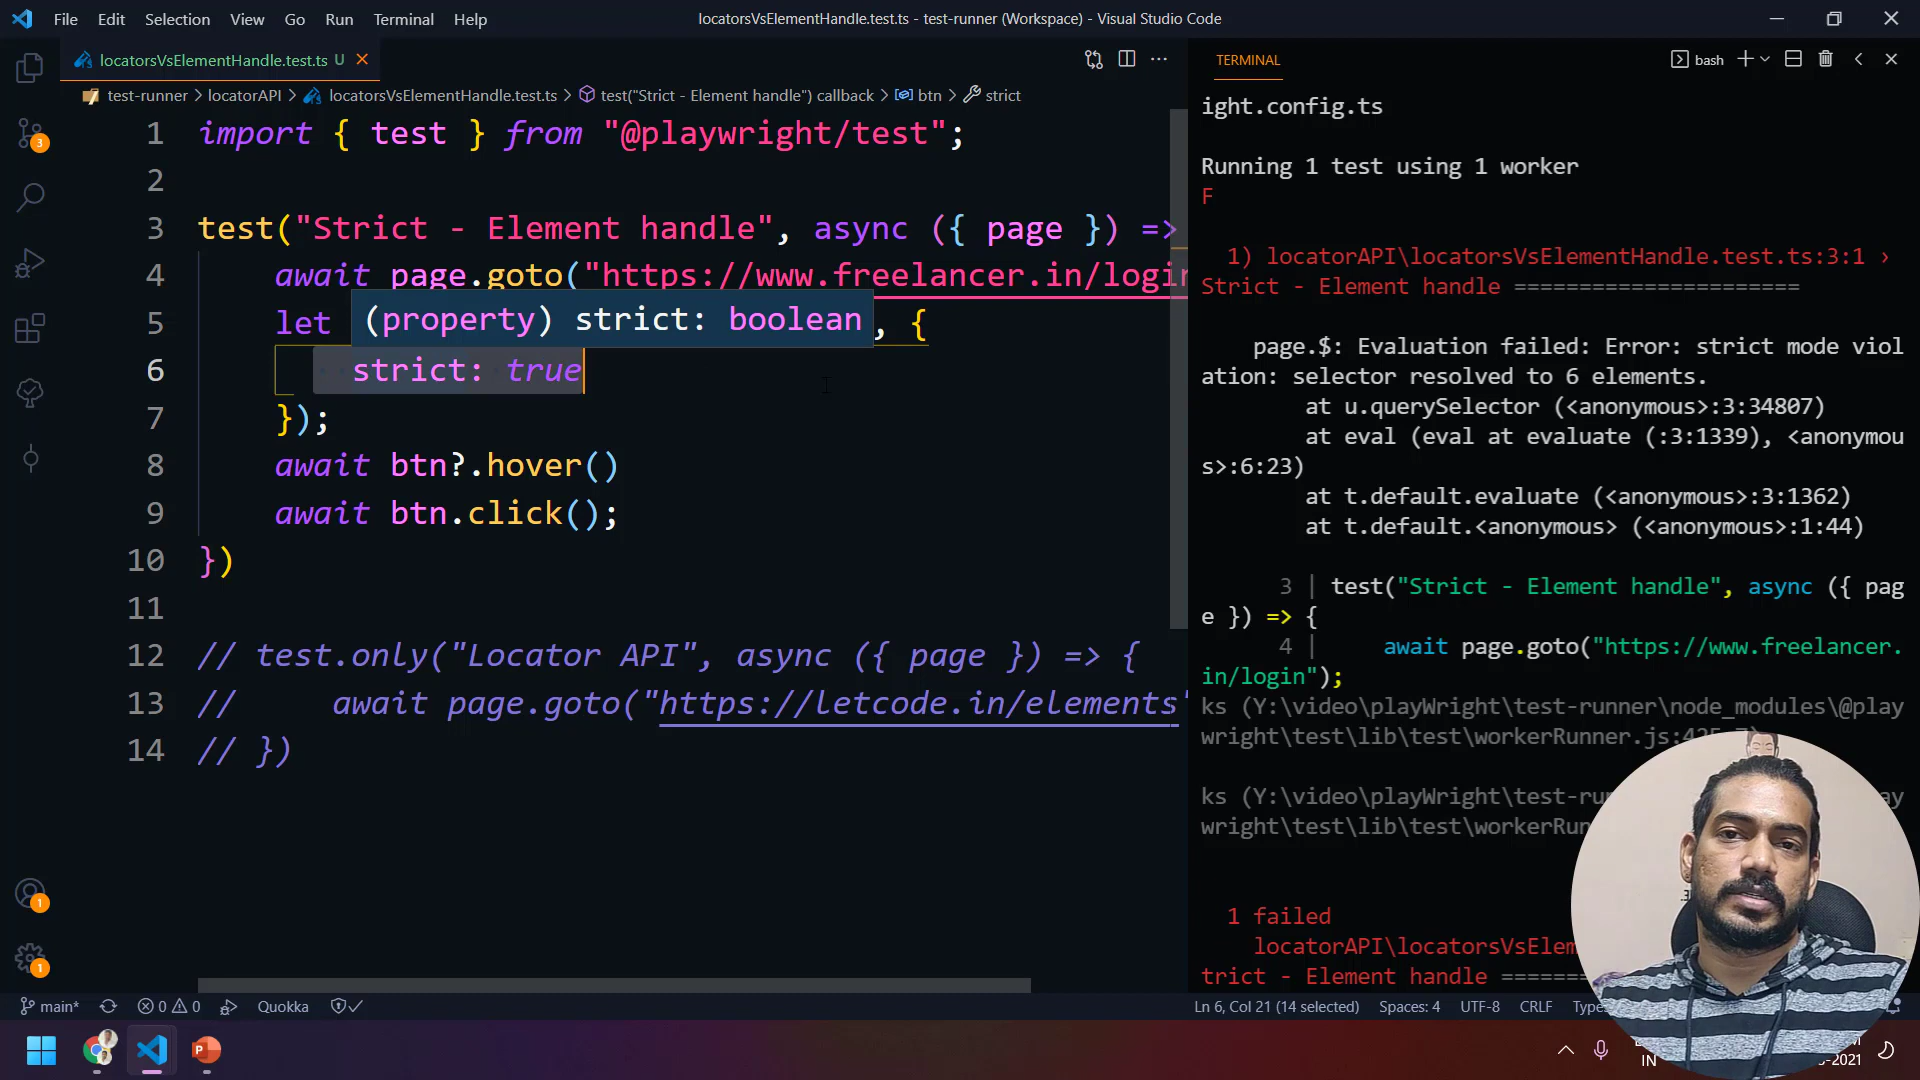 File Edit Selection View Go Run Terminal Help
locatorsVsElementHandle.test.ts - test-runner (Workspace) - Visual Studio Code
locatorsVsElementHandle.test.ts U
test-runner > locatorAPI > locatorsVsElementHandle.test.ts > test("Strict - Element handle") callback > btn > strict
1 import { test } from "@playwright/test";
2
3 test("Strict - Element handle", async ({ page }) =>
4 await page.goto("https://www.freelancer.in/login
5 let , {
(property) strict: boolean
6 strict: true
7 });
8 await btn?.hover()
9 await btn.click();
10 })
11
12 // test.only("Locator API", async ({ page }) => {
13 // await page.goto("https://letcode.in/elements"
14 // })
TERMINAL
bash
ight.config.ts
Running 1 test using 1 worker
F
1) locatorAPI\locatorsVsElementHandle.test.ts:3:1 ›
Strict - Element handle ======================
page.$: Evaluation failed: Error: strict mode viol
ation: selector resolved to 6 elements.
at u.querySelector (<anonymous>:3:34807)
at eval (eval at evaluate (:3:1339), <anonymou
s>:6:23)
at t.default.evaluate (<anonymous>:3:1362)
at t.default.<anonymous> (<anonymous>:1:44)
3 | test("Strict - Element handle", async ({ pag
e }) => {
4 | await page.goto("https://www.freelancer.
in/login");
ks (Y:\video\playWright\test-runner\node_modules\@play
wright\test\lib\test\workerRunner.js:425:7)
ks (Y:\video\playWright\test-ru
wright\test\lib\test\workerRun
1 failed
locatorAPI\locatorsVsElem
trict - Element handle =======
3
1
1
main*
0 0
Quokka
Ln 6, Col 21 (14 selected) Spaces: 4 UTF-8 CRLF Type
IN
-2021